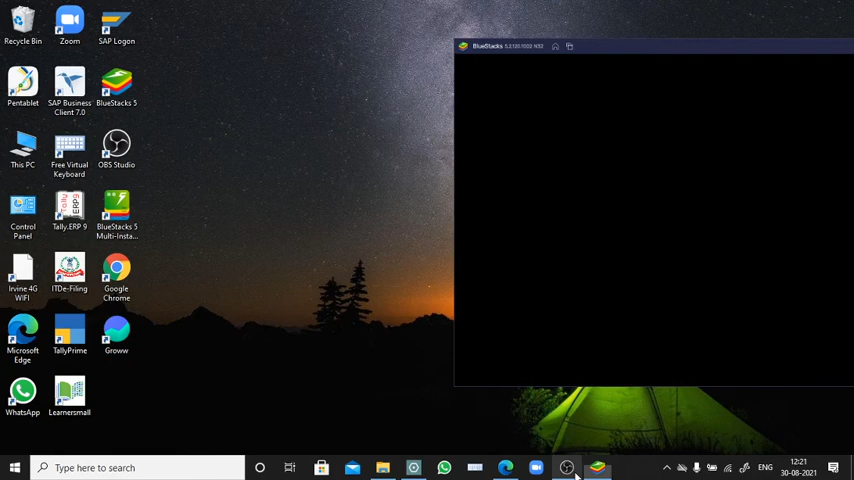 Recycle Bin
Zoom
SAP Logon
Pentablet
SAP Business
Client 7.0
BlueStacks 5
This PC
Free Virtual
Keyboard
OBS Studio
Control
Panel
Tally.ERP 9
BlueStacks 5
Multi-Insta...
Irvine 4G
WIFI
ITDe-Filing
Google
Chrome
Microsoft
Edge
TallyPrime
Groww
WhatsApp
Learnersmall
BlueStacks 5.2.120.1002 N32
Type here to search
ENG
12:21
30-08-2021